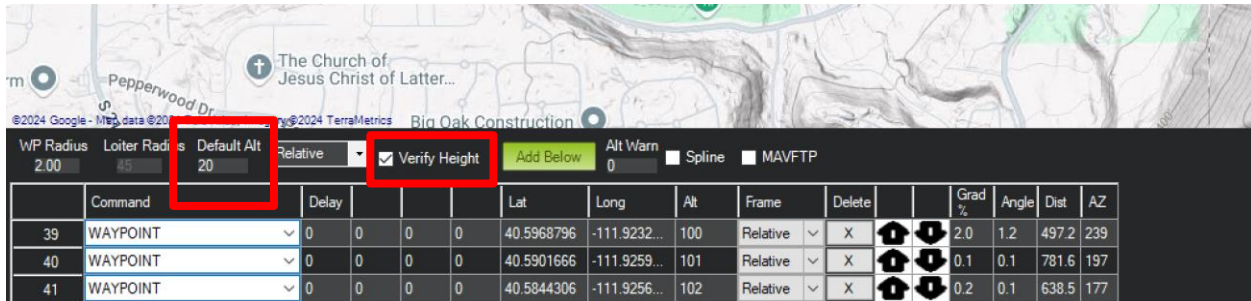 The Church of
Jesus Christ of Latter...
rm
Pepperwood Dr
©2024 Google - Map data ©2024 ©2024 TerraMetrics
Big Oak Construction
WP Radius Loiter Radius Default Alt Alt Warn
2.00 45 20 Relative Verify Height Add Below 0 Spline MAVFTP
Command Delay Lat Long Alt Frame Delete Grad % Angle Dist AZ
39 WAYPOINT 0 0 0 0 40.5968796 -111.9232... 100 Relative X 2.0 1.2 497.2 239
40 WAYPOINT 0 0 0 0 40.5901666 -111.9259... 101 Relative X 0.1 0.1 781.6 197
41 WAYPOINT 0 0 0 0 40.5844306 -111.9256... 102 Relative X 0.2 0.1 638.5 177